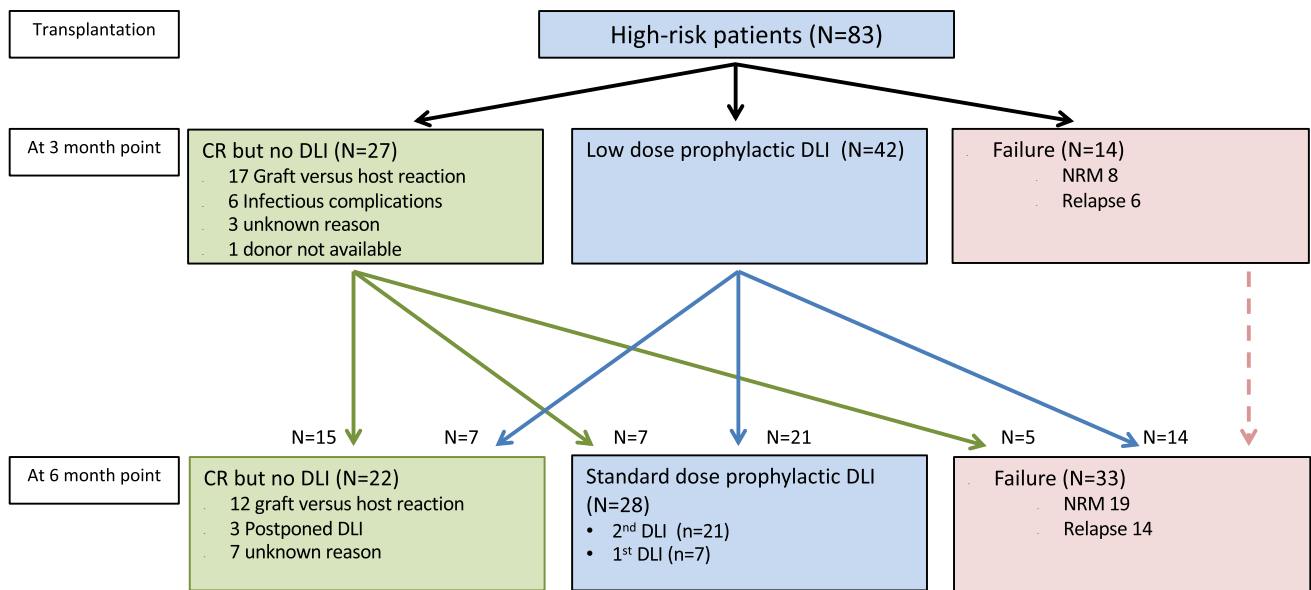 Transplantation
High-risk patients (N=83)
At 3 month point
CR but no DLI (N=27)
17 Graft versus host reaction
6 Infectious complications
3 unknown reason
1 donor not available
Low dose prophylactic DLI (N=42)
Failure (N=14)
NRM 8
Relapse 6
N=15
N=7
N=7
N=21
N=5
N=14
At 6 month point
CR but no DLI (N=22)
12 graft versus host reaction
3 Postponed DLI
7 unknown reason
Standard dose prophylactic DLI
(N=28)
• 2nd DLI (n=21)
• 1st DLI (n=7)
Failure (N=33)
NRM 19
Relapse 14